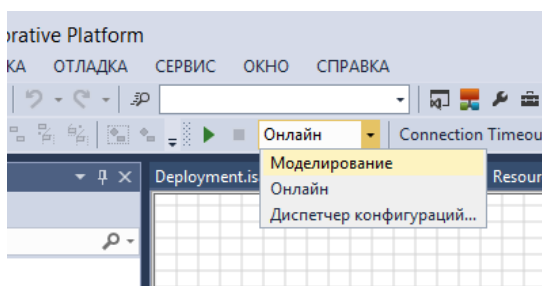 orative Platform
КА ОТЛАДКА СЕРВИС ОКНО СПРАВКА
Онлайн Connection Timeou
Моделирование
Deployment.is Resour
Онлайн
Диспетчер конфигураций...